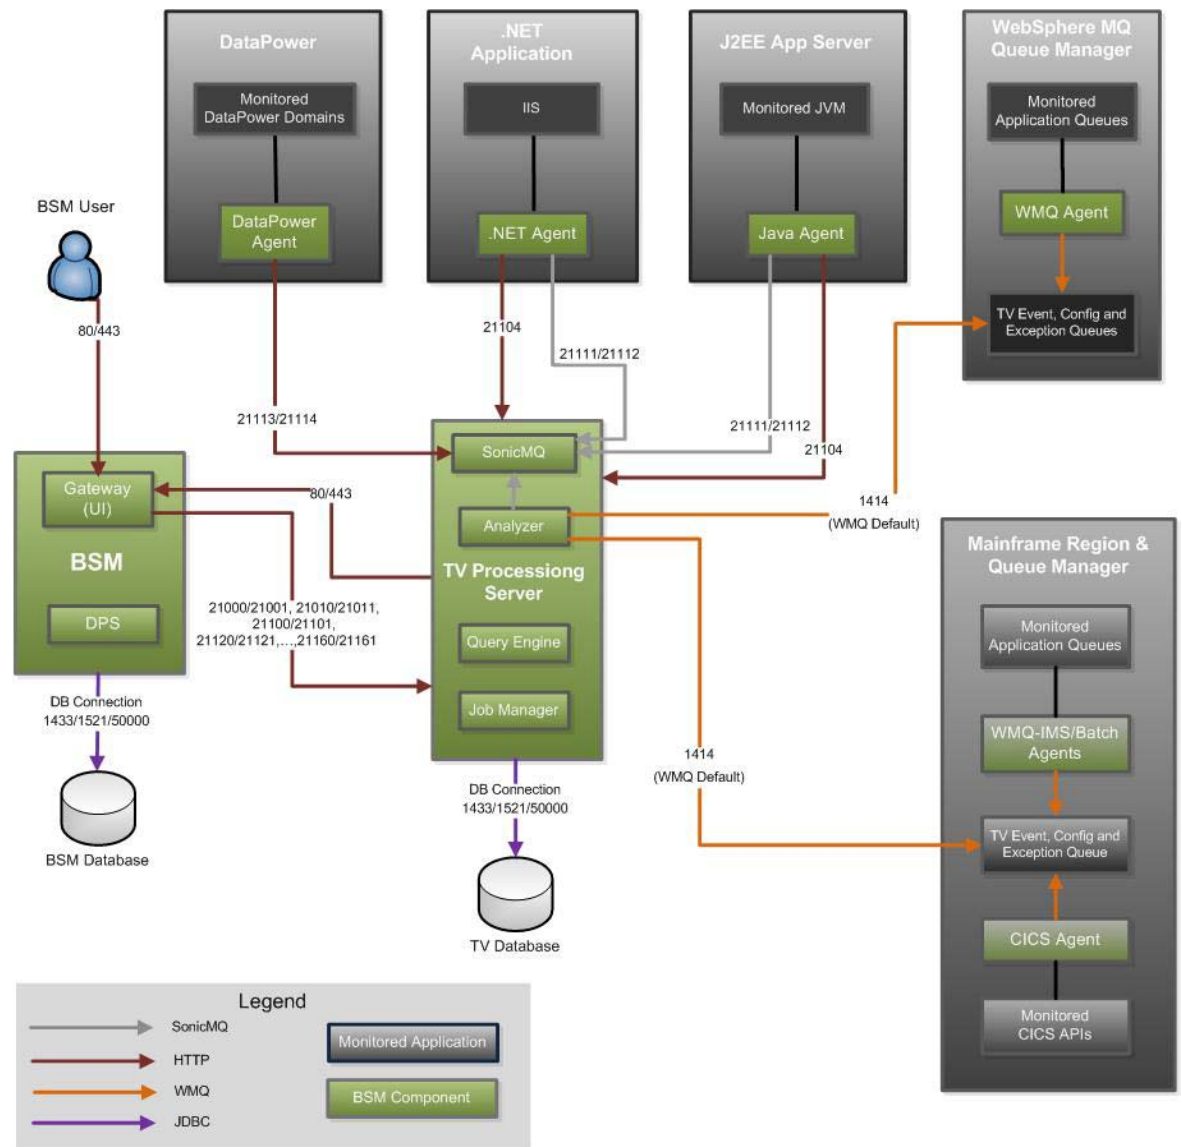 DataPower
Monitored
DataPower Domains
DataPower
Agent
.NET
Application
IIS
.NET Agent
J2EE App Server
Monitored JVM
Java Agent
WebSphere MQ
Queue Manager
Monitored
Application Queues
WMQ Agent
TV Event, Config and
Exception Queues
BSM User
80/443
21104
21111/21112
21113/21114
21111/21112
21104
Gateway
(UI)
BSM
DPS
80/443
SonicMQ
Analyzer
TV Processiong
Server
Query Engine
Job Manager
1414
(WMQ Default)
21000/21001, 21010/21011,
21100/21101,
21120/21121,...,21160/21161
DB Connection
1433/1521/50000
BSM Database
DB Connection
1433/1521/50000
TV Database
1414
(WMQ Default)
Mainframe Region &
Queue Manager
Monitored
Application Queues
WMQ-IMS/Batch
Agents
TV Event, Config and
Exception Queue
CICS Agent
Monitored
CICS APIs
Legend
SonicMQ
HTTP
WMQ
JDBC
Monitored Application
BSM Component